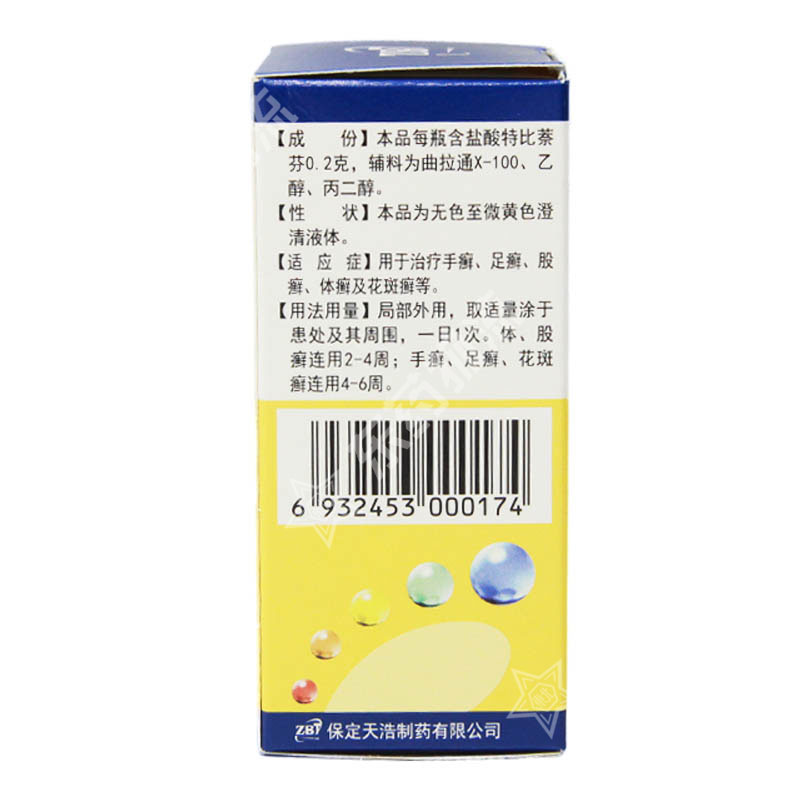 【成　份】本品每瓶含盐酸特比萘
芬0.2克，辅料为曲拉通X-100、乙
醇、丙二醇。
【性　状】本品为无色至微黄色澄
清液体。
【适 应 症】用于治疗手癣、足癣、股
癣、体癣及花斑癣等。
【用法用量】局部外用，取适量涂于
患处及其周围，一日1次。体、股
癣连用2-4周；手癣、足癣、花斑
癣连用4-6周。
6 932453 000174
ZBT 保定天浩制药有限公司